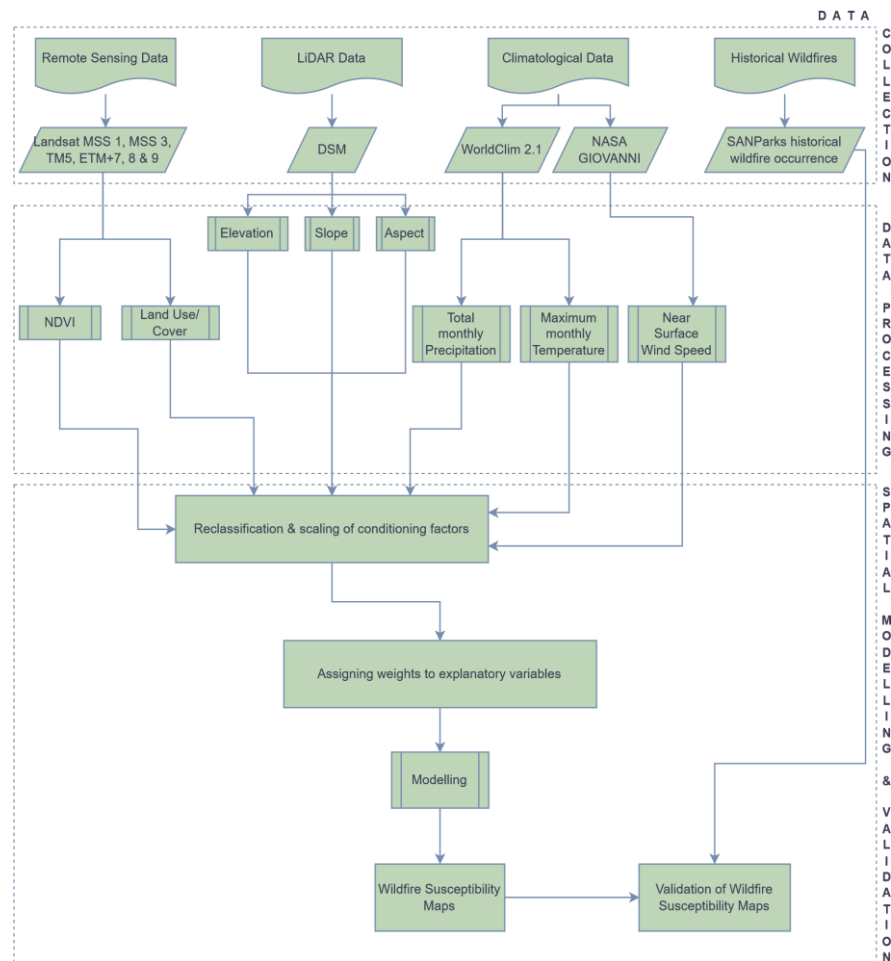 DATA COLLECTION
Remote Sensing Data
LiDAR Data
Climatological Data
Historical Wildfires
Landsat MSS 1, MSS 3,
TM5, ETM+7, 8 & 9
DSM
WorldClim 2.1
NASA
GIOVANNI
SANParks historical
wildfire occurrence
DATA PROCESSSING
Elevation
Slope
Aspect
NDVI
Land Use/
Cover
Total
monthly
Precipitation
Maximum
monthly
Temperature
Near
Surface
Wind Speed
SPATIAL MODELLING & VALIDATION
Reclassification & scaling of conditioning factors
Assigning weights to explanatory variables
Modelling
Wildfire Susceptibility
Maps
Validation of Wildfire
Susceptibility Maps